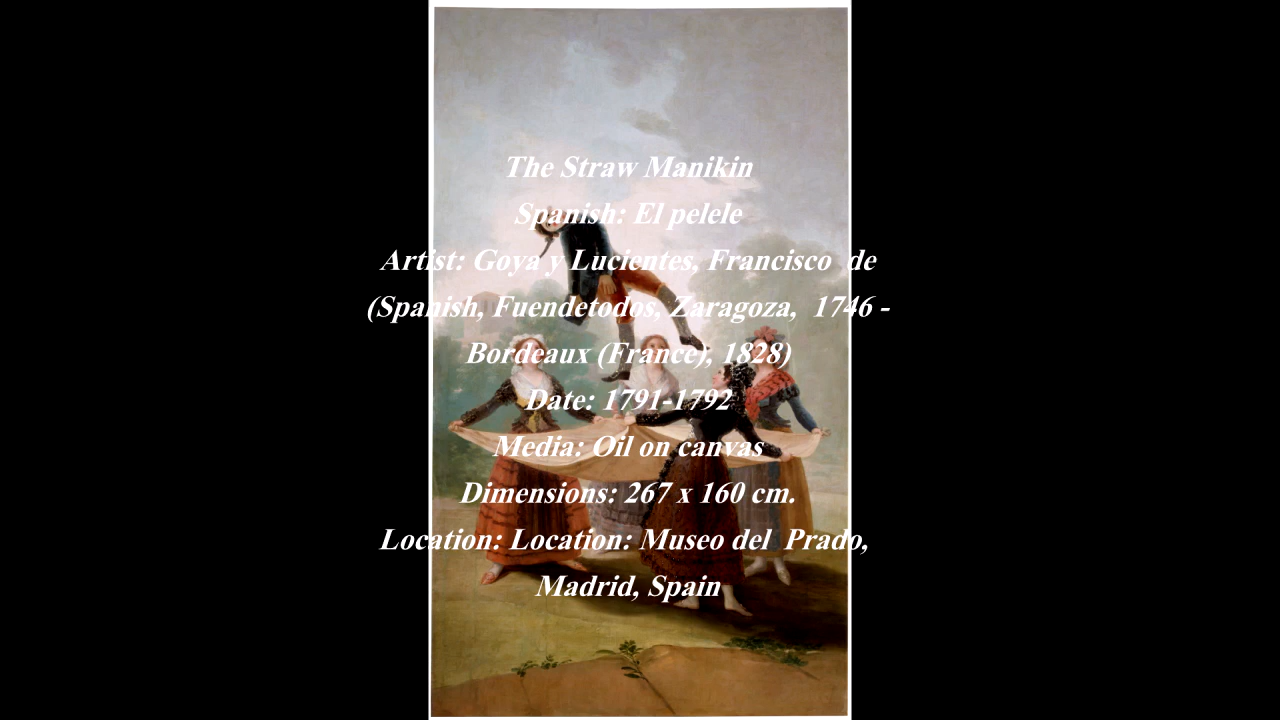 The Straw Manikin
Spanish: El pelele
Artist: Goya y Lucientes, Francisco de
(Spanish, Fuendetodos, Zaragoza, 1746 -
Bordeaux (France), 1828)
Date: 1791-1792
Media: Oil on canvas
Dimensions: 267 x 160 cm.
Location: Location: Museo del Prado,
Madrid, Spain